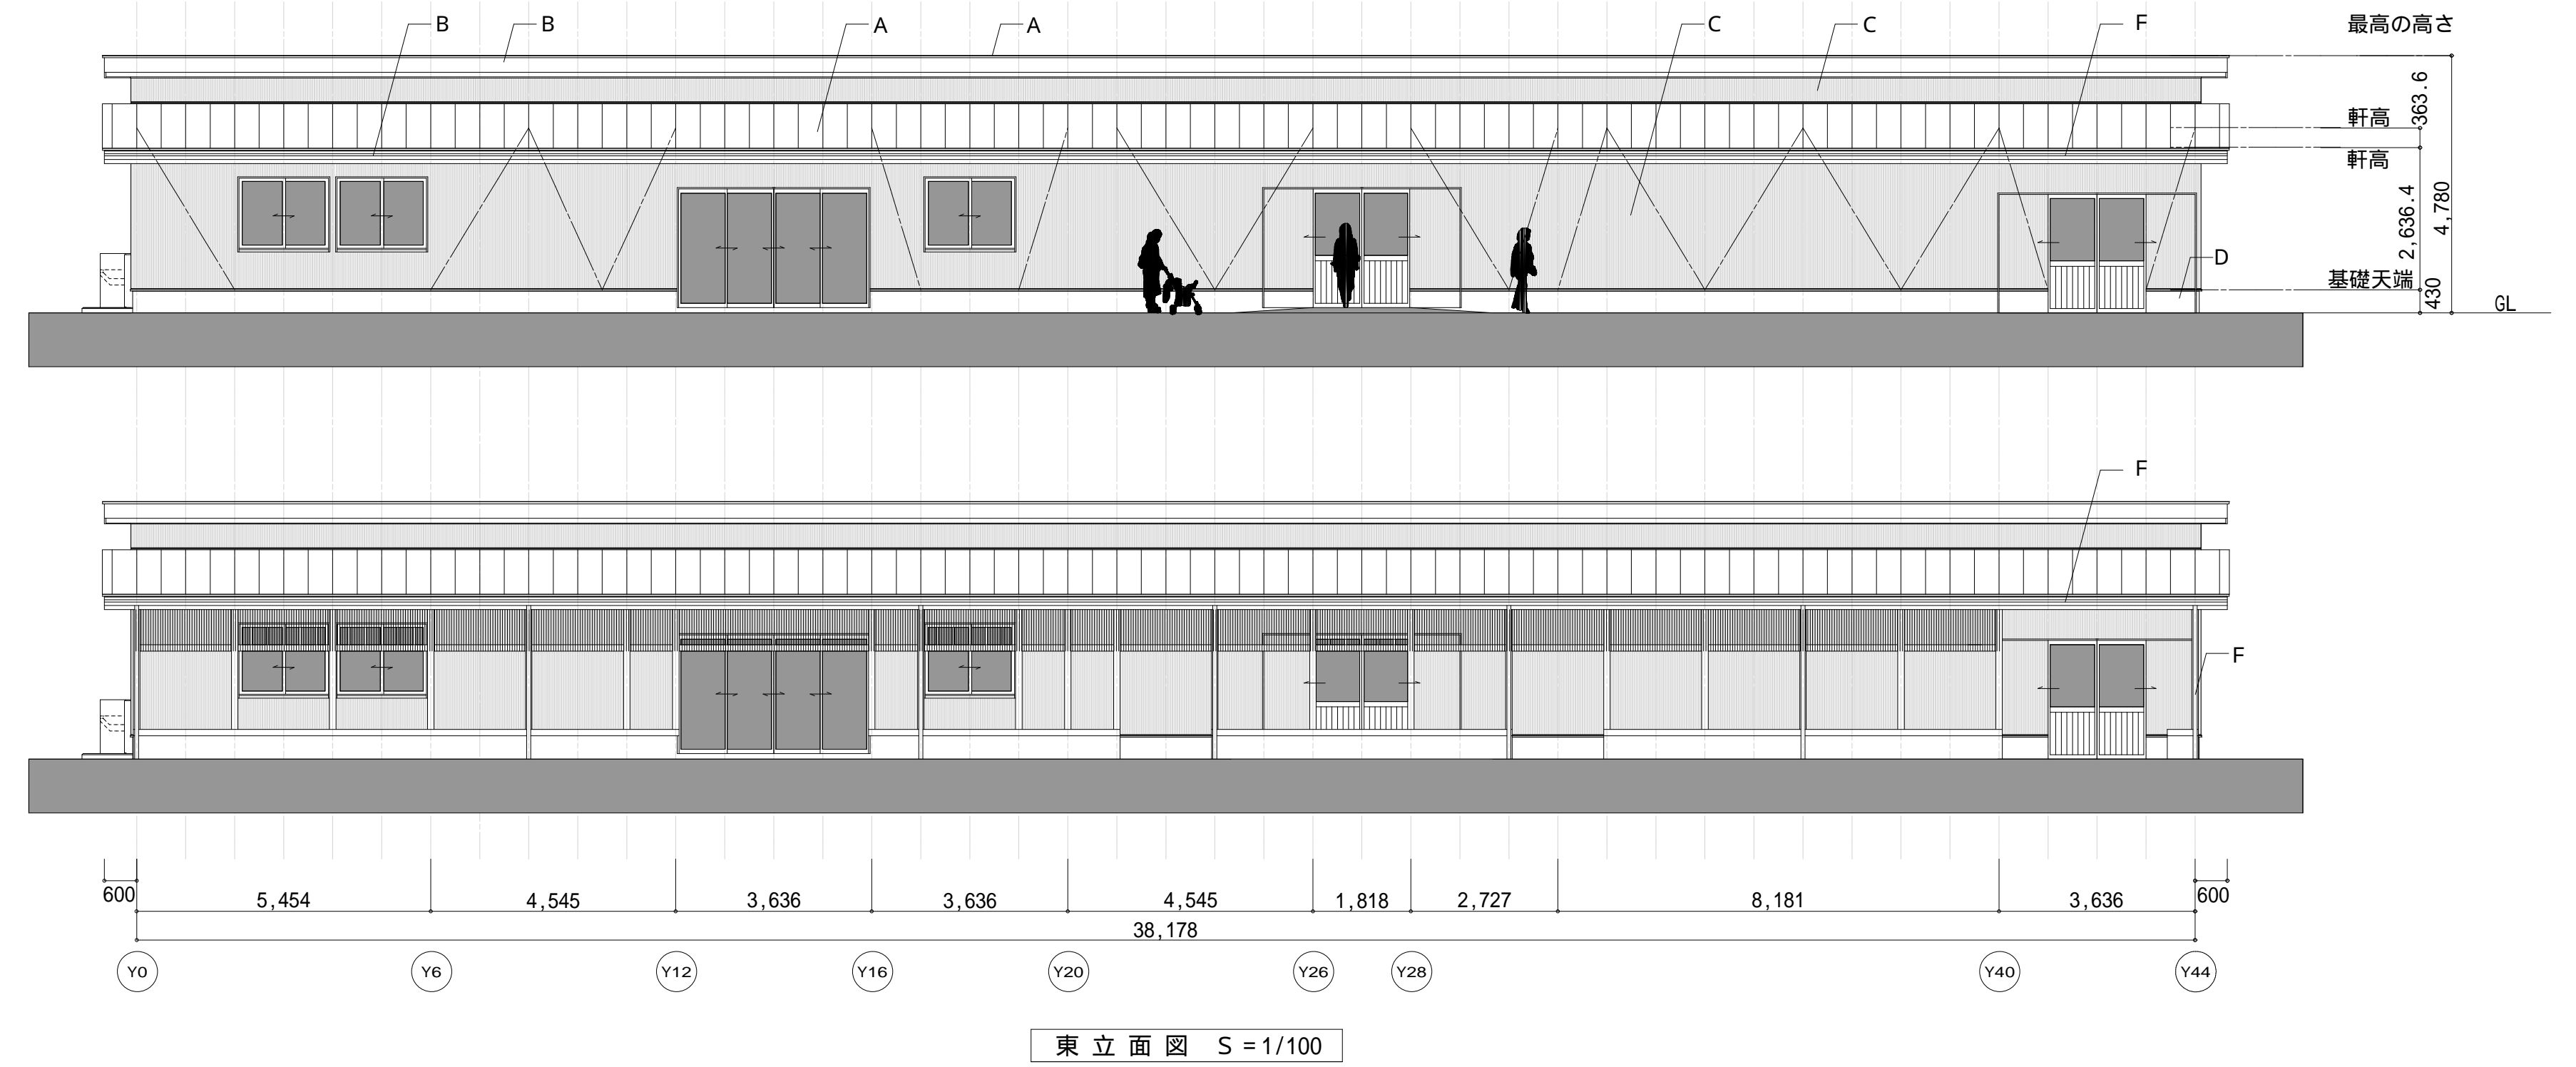 B B A A C C F
最高の高さ
363.6
軒高
軒高
2,636.4
4,780
D
基礎天端
430
GL
F
F
600 5,454 4,545 3,636 3,636 4,545 1,818 2,727 8,181 3,636 600
38,178
Y0 Y6 Y12 Y16 Y20 Y26 Y28 Y40 Y44
東立面図 S=1/100